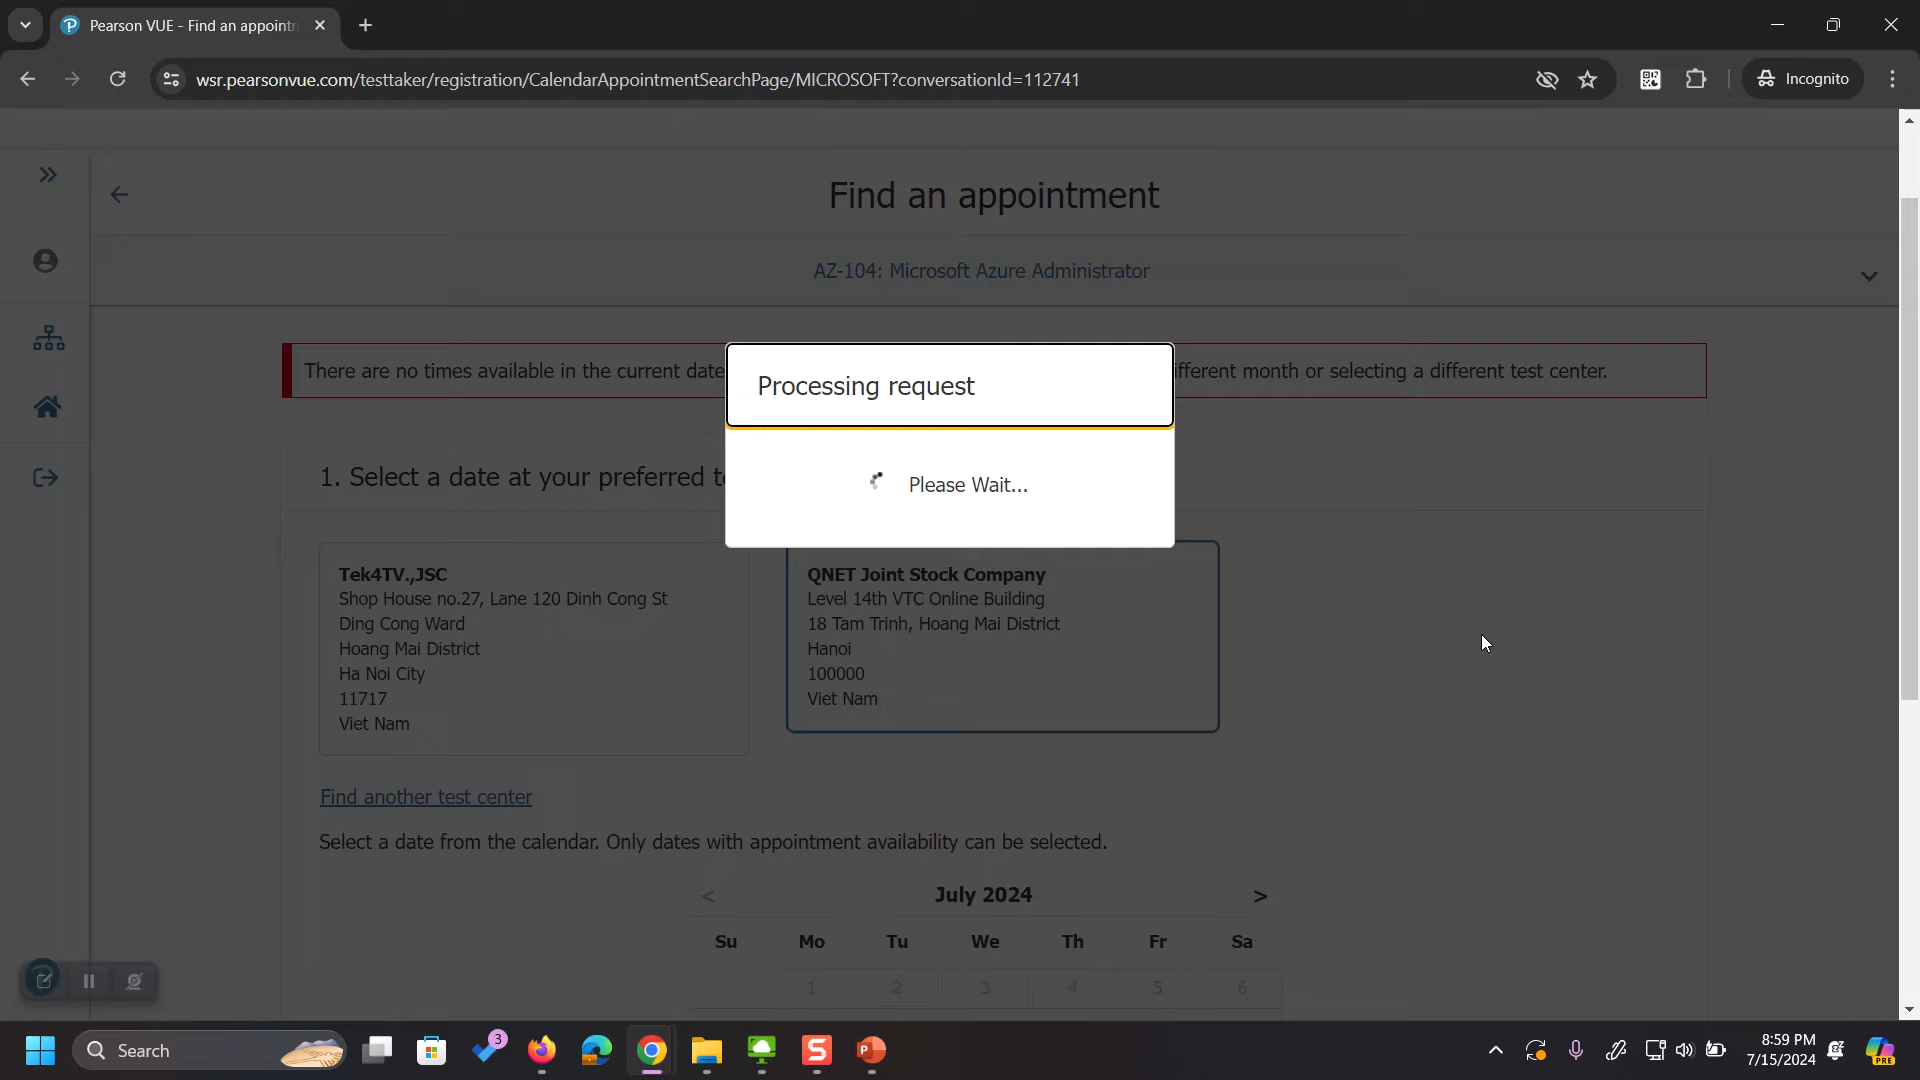 Pearson VUE - Find an appointm
wsr.pearsonvue.com/testtaker/registration/CalendarAppointmentSearchPage/MICROSOFT?conversationId=112741
Incognito
Find an appointment
AZ-104: Microsoft Azure Administrator
There are no times available in the current date
ifferent month or selecting a different test center.
Processing request
Please Wait...
1. Select a date at your preferred t
Tek4TV.,JSC
Shop House no.27, Lane 120 Dinh Cong St
Ding Cong Ward
Hoang Mai District
Ha Noi City
11717
Viet Nam
QNET Joint Stock Company
Level 14th VTC Online Building
18 Tam Trinh, Hoang Mai District
Hanoi
100000
Viet Nam
Find another test center
Select a date from the calendar. Only dates with appointment availability can be selected.
< July 2024 >
Su Mo Tu We Th Fr Sa
1 2 3 4 5 6
Search
3
8:59 PM
7/15/2024
PRE